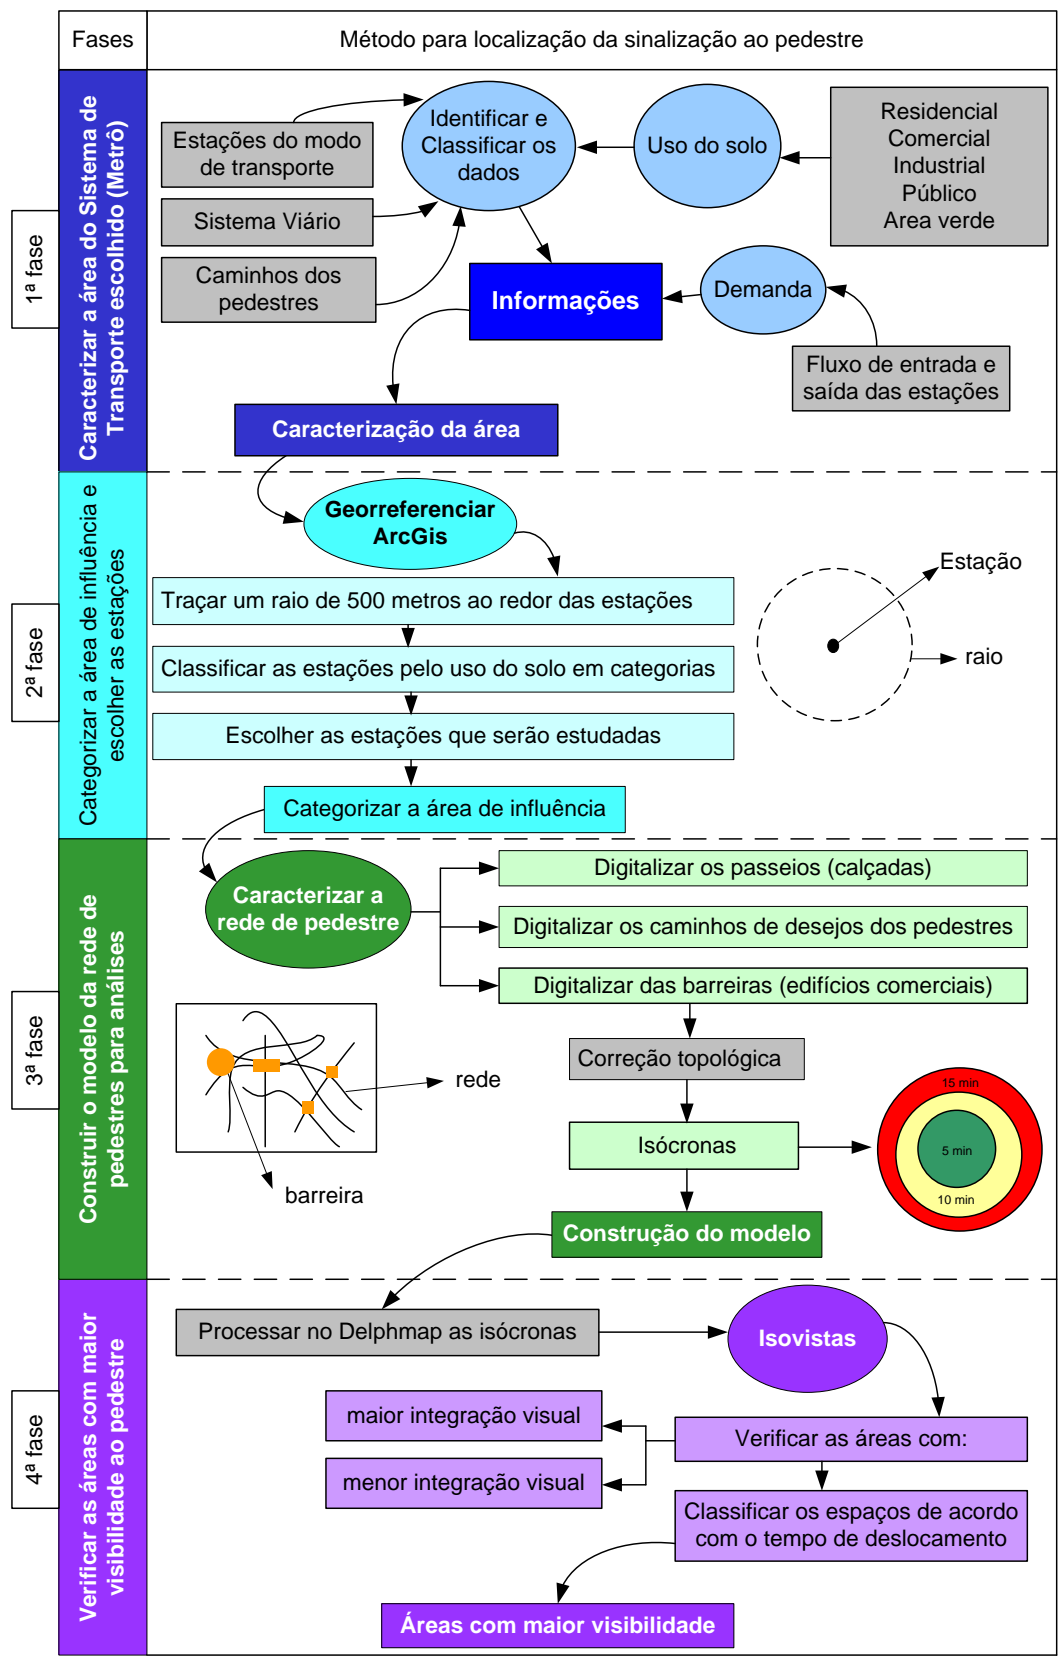 Fases
Método para localização da sinalização ao pedestre
1ª fase
Caracterizar a área do Sistema de
Transporte escolhido (Metrô)
Estações do modo
de transporte
Sistema Viário
Caminhos dos
pedestres
Identificar e
Classificar os
dados
Uso do solo
Residencial
Comercial
Industrial
Público
Area verde
Informações
Demanda
Fluxo de entrada e
saída das estações
Caracterização da área
2ª fase
Categorizar a área de influência e
escolher as estações
Georreferenciar
ArcGis
Traçar um raio de 500 metros ao redor das estações
Classificar as estações pelo uso do solo em categorias
Escolher as estações que serão estudadas
Categorizar a área de influência
Estação
raio
3ª fase
Construir o modelo da rede de
pedestres para análises
Caracterizar a
rede de pedestre
Digitalizar os passeios (calçadas)
Digitalizar os caminhos de desejos dos pedestres
Digitalizar das barreiras (edifícios comerciais)
rede
barreira
Correção topológica
Isócronas
15 min
5 min
10 min
Construção do modelo
4ª fase
Verificar as áreas com maior
visibilidade ao pedestre
Processar no Delphmap as isócronas
Isovistas
maior integração visual
menor integração visual
Verificar as áreas com:
Classificar os espaços de acordo
com o tempo de deslocamento
Áreas com maior visibilidade